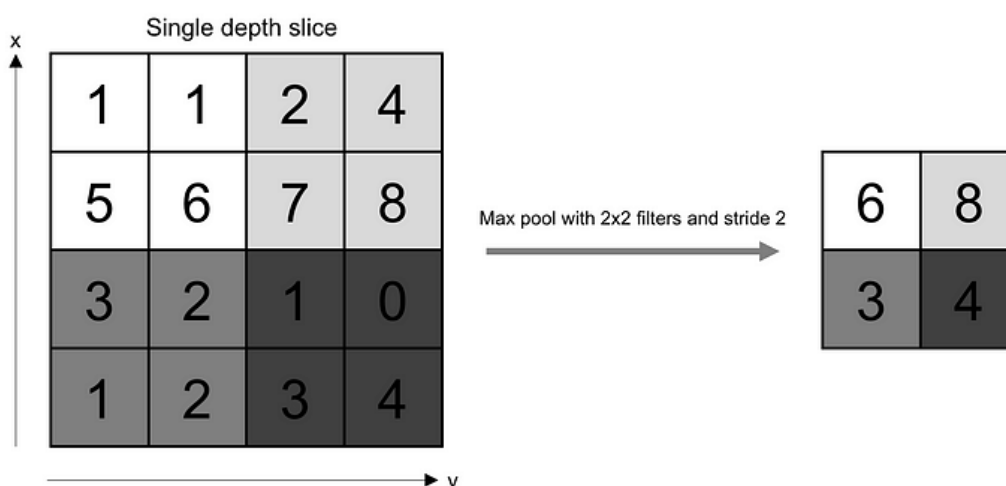 Single depth slice
x
1 1 2 4
5 6 7 8
3 2 1 0
1 2 3 4
y
Max pool with 2x2 filters and stride 2
6 8
3 4